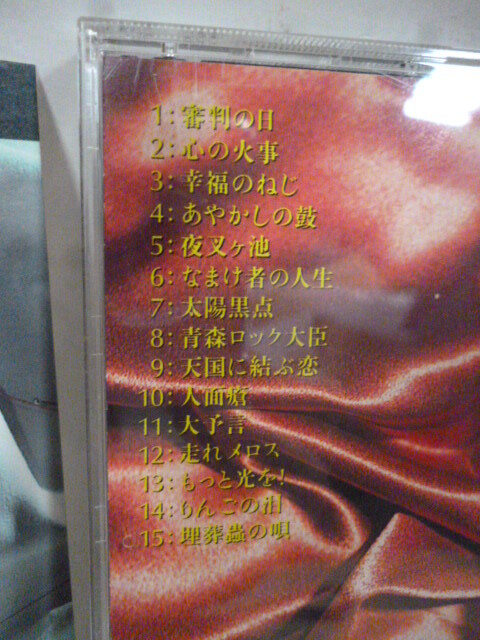 1:審判の日
2:心の火事
3:幸福のねじ
4:あやかしの鼓
5:夜叉ヶ池
6:なまけ者の人生
7:太陽黒点
8:青森ロック大臣
9:天国に結ぶ恋
10:人面瘡
11:大予言
12:走れメロス
13:もっと光を!
14:りんごの泪
15:埋葬蟲の唄